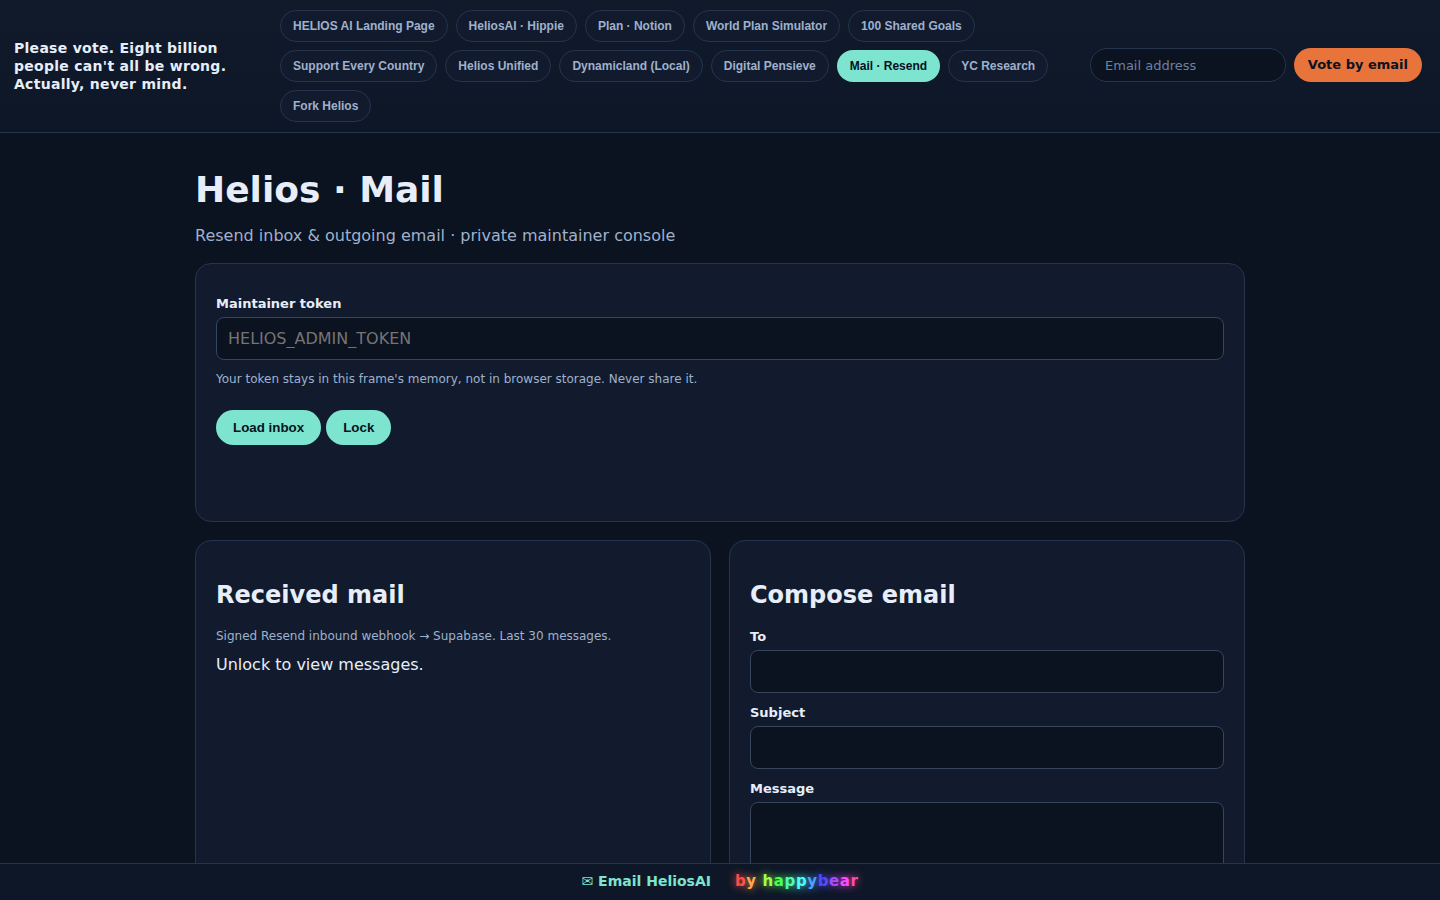 Please vote. Eight billion
people can't all be wrong.
Actually, never mind.
HELIOS AI Landing Page
HeliosAI · Hippie
Plan · Notion
World Plan Simulator
100 Shared Goals
Support Every Country
Helios Unified
Dynamicland (Local)
Digital Pensieve
Mail · Resend
YC Research
Fork Helios
Email address
Vote by email
Helios · Mail
Resend inbox & outgoing email · private maintainer console
Maintainer token
HELIOS_ADMIN_TOKEN
Your token stays in this frame's memory, not in browser storage. Never share it.
Load inbox
Lock
Received mail
Signed Resend inbound webhook → Supabase. Last 30 messages.
Unlock to view messages.
Compose email
To
Subject
Message
✉ Email HeliosAI
by happybear